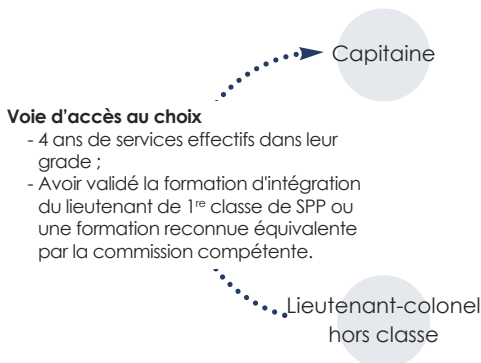 Capitaine
Voie d'accès au choix
- 4 ans de services effectifs dans leur
grade ;
- Avoir validé la formation d'intégration
du lieutenant de 1re classe de SPP ou
une formation reconnue équivalente
par la commission compétente.
Lieutenant-colonel
hors classe